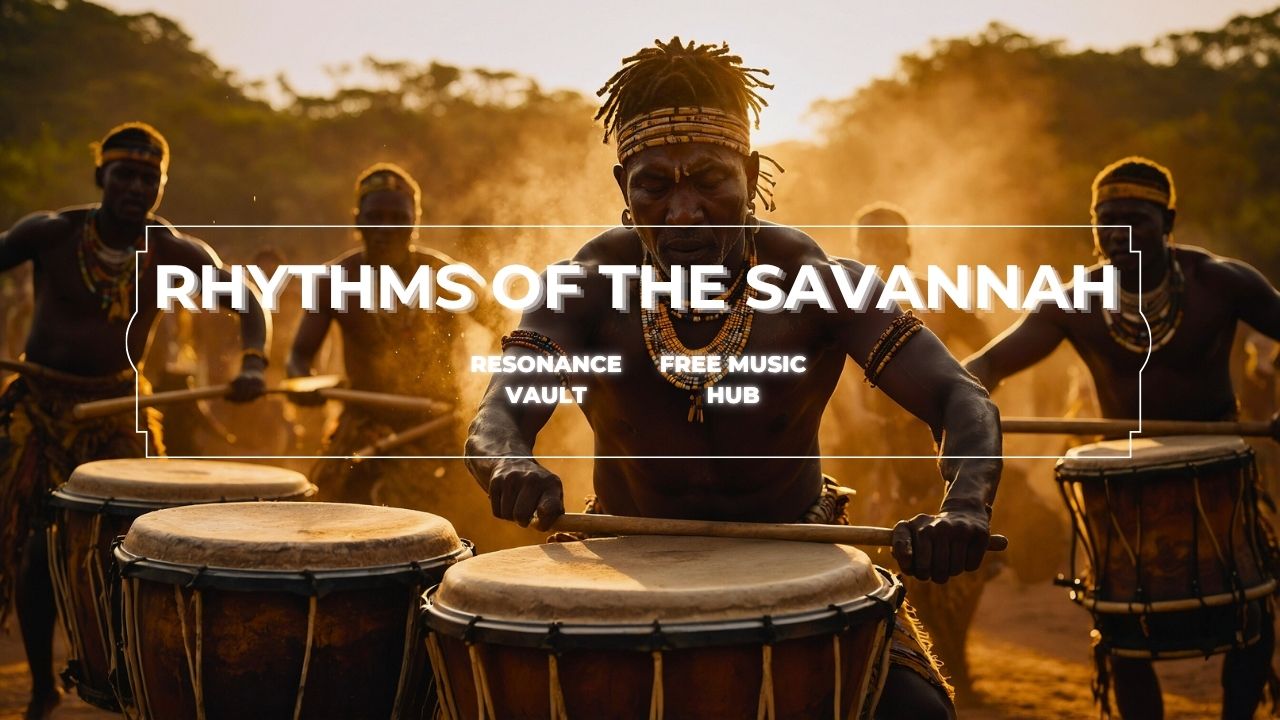 RHYTHMS OF THE SAVANNAH
RESONANCE
VAULT
FREE MUSIC
HUB